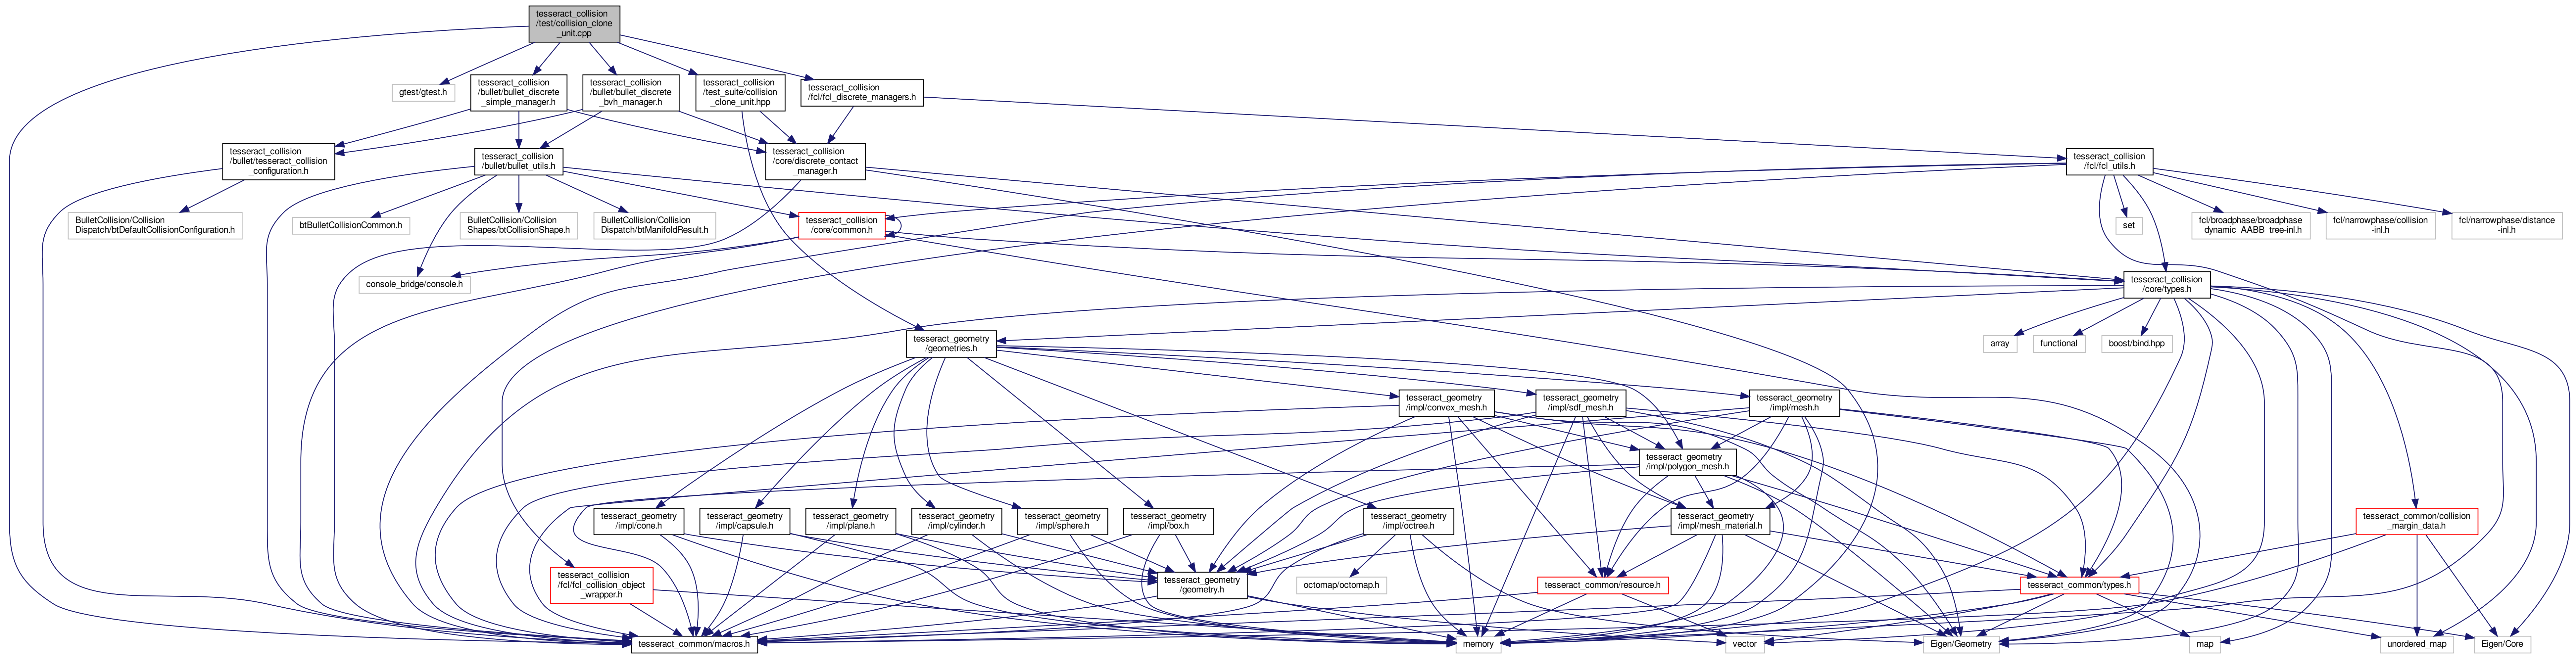 tesseract_collision
/test/collision_clone
_unit.cpp
gtest/gtest.h
tesseract_collision
/bullet/bullet_discrete
_simple_manager.h
tesseract_collision
/bullet/bullet_discrete
_bvh_manager.h
tesseract_collision
/test_suite/collision
_clone_unit.hpp
tesseract_collision
/fcl/fcl_discrete_managers.h
tesseract_collision
/bullet/tesseract_collision
_configuration.h
tesseract_collision
/bullet/bullet_utils.h
tesseract_collision
/core/discrete_contact
_manager.h
tesseract_collision
/fcl/fcl_utils.h
BulletCollision/Collision
Dispatch/btDefaultCollisionConfiguration.h
btBulletCollisionCommon.h
BulletCollision/Collision
Shapes/btCollisionShape.h
BulletCollision/Collision
Dispatch/btManifoldResult.h
tesseract_collision
/core/common.h
set
fcl/broadphase/broadphase
_dynamic_AABB_tree-inl.h
fcl/narrowphase/collision
-inl.h
fcl/narrowphase/distance
-inl.h
console_bridge/console.h
tesseract_collision
/core/types.h
tesseract_geometry
/geometries.h
array
functional
boost/bind.hpp
tesseract_geometry
/impl/convex_mesh.h
tesseract_geometry
/impl/sdf_mesh.h
tesseract_geometry
/impl/mesh.h
tesseract_geometry
/impl/polygon_mesh.h
tesseract_geometry
/impl/cone.h
tesseract_geometry
/impl/capsule.h
tesseract_geometry
/impl/plane.h
tesseract_geometry
/impl/cylinder.h
tesseract_geometry
/impl/sphere.h
tesseract_geometry
/impl/box.h
tesseract_geometry
/impl/octree.h
tesseract_geometry
/impl/mesh_material.h
tesseract_common/collision
_margin_data.h
tesseract_collision
/fcl/fcl_collision_object
_wrapper.h
tesseract_geometry
/geometry.h
octomap/octomap.h
tesseract_common/resource.h
tesseract_common/types.h
tesseract_common/macros.h
memory
vector
Eigen/Geometry
map
unordered_map
Eigen/Core